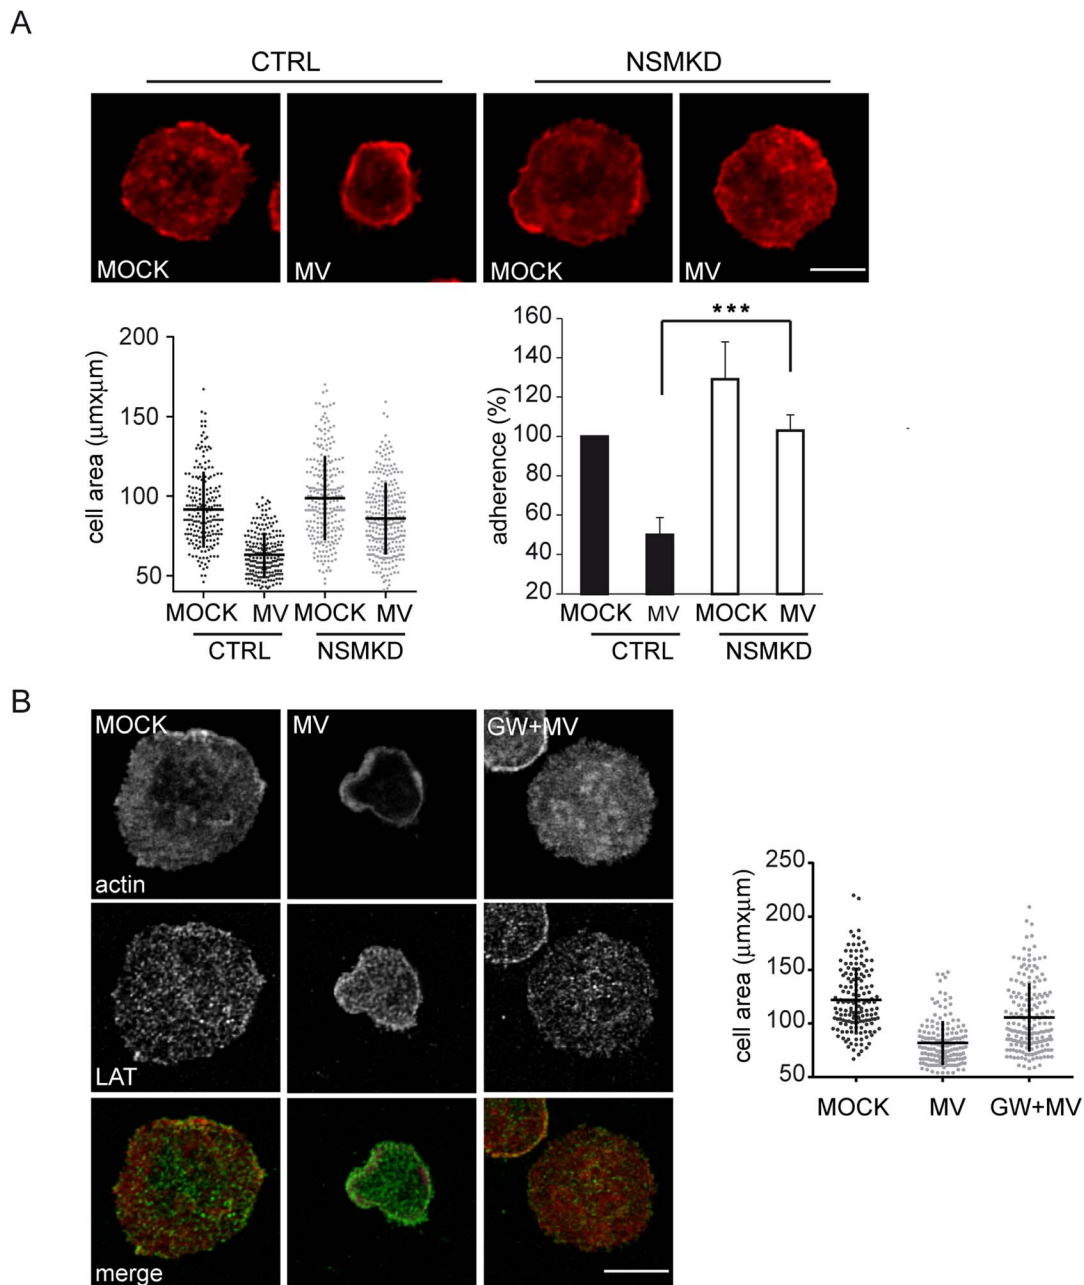 A
CTRL NSMKD
MOCK MV MOCK MV
cell area (μmxμm)
200
150
100
50
MOCK MV MOCK MV
CTRL NSMKD
adherence (%)
160
140
120
100
80
60
40
20
***
MOCK MV MOCK MV
CTRL NSMKD
B
MOCK MV GW+MV
actin
LAT
merge
cell area (μmxμm)
250
200
150
100
50
MOCK MV GW+MV